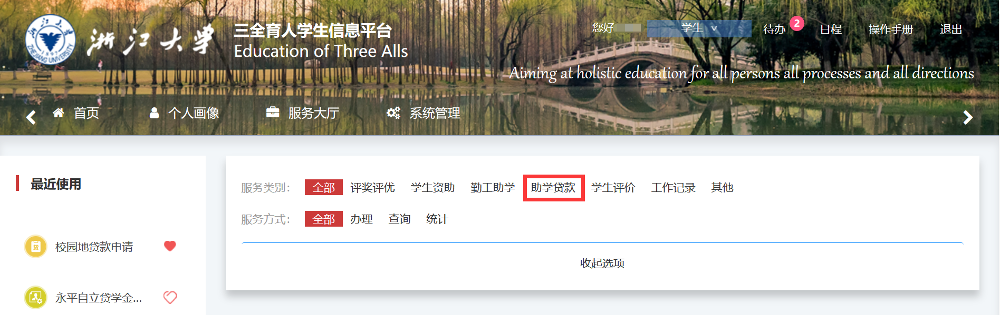 浙江大学
ZHEJIANG UNIVERSITY
1897
三全育人学生信息平台
Education of Three Alls
您好
学生
待办
2
日程
操作手册
退出
Aiming at holistic education for all persons all processes and all directions
首页
个人画像
服务大厅
系统管理
最近使用
贷
校园地贷款申请
永平自立贷学金...
服务类别: 全部 评奖评优 学生资助 勤工助学 助学贷款 学生评价 工作记录 其他
服务方式: 全部 办理 查询 统计
收起选项